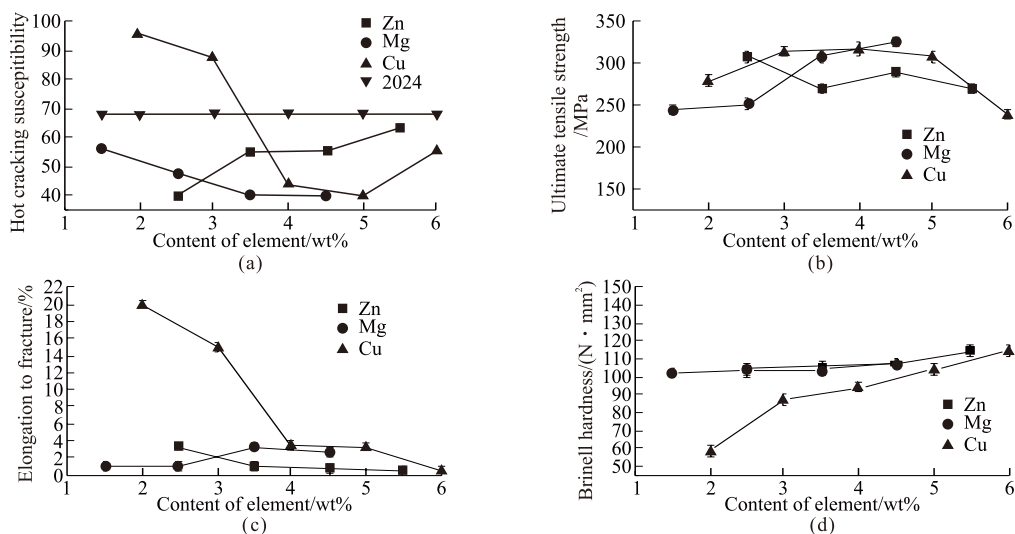 Hot cracking suscepitibility
100
90
80
70
60
50
40
1 2 3 4 5 6
Content of element/wt%
(a)
Zn
Mg
Cu
2024
Ultimate tensile strength
/MPa
350
300
250
200
150
1 2 3 4 5 6
Content of element/wt%
(b)
Zn
Mg
Cu
Elongation to fracture/%
22
20
18
16
14
12
10
8
6
4
2
0
1 2 3 4 5 6
Content of element/wt%
(c)
Zn
Mg
Cu
Brinell hardness/(N・mm²)
150
140
130
120
110
100
90
80
70
60
50
1 2 3 4 5 6
Content of element/wt%
(d)
Zn
Mg
Cu